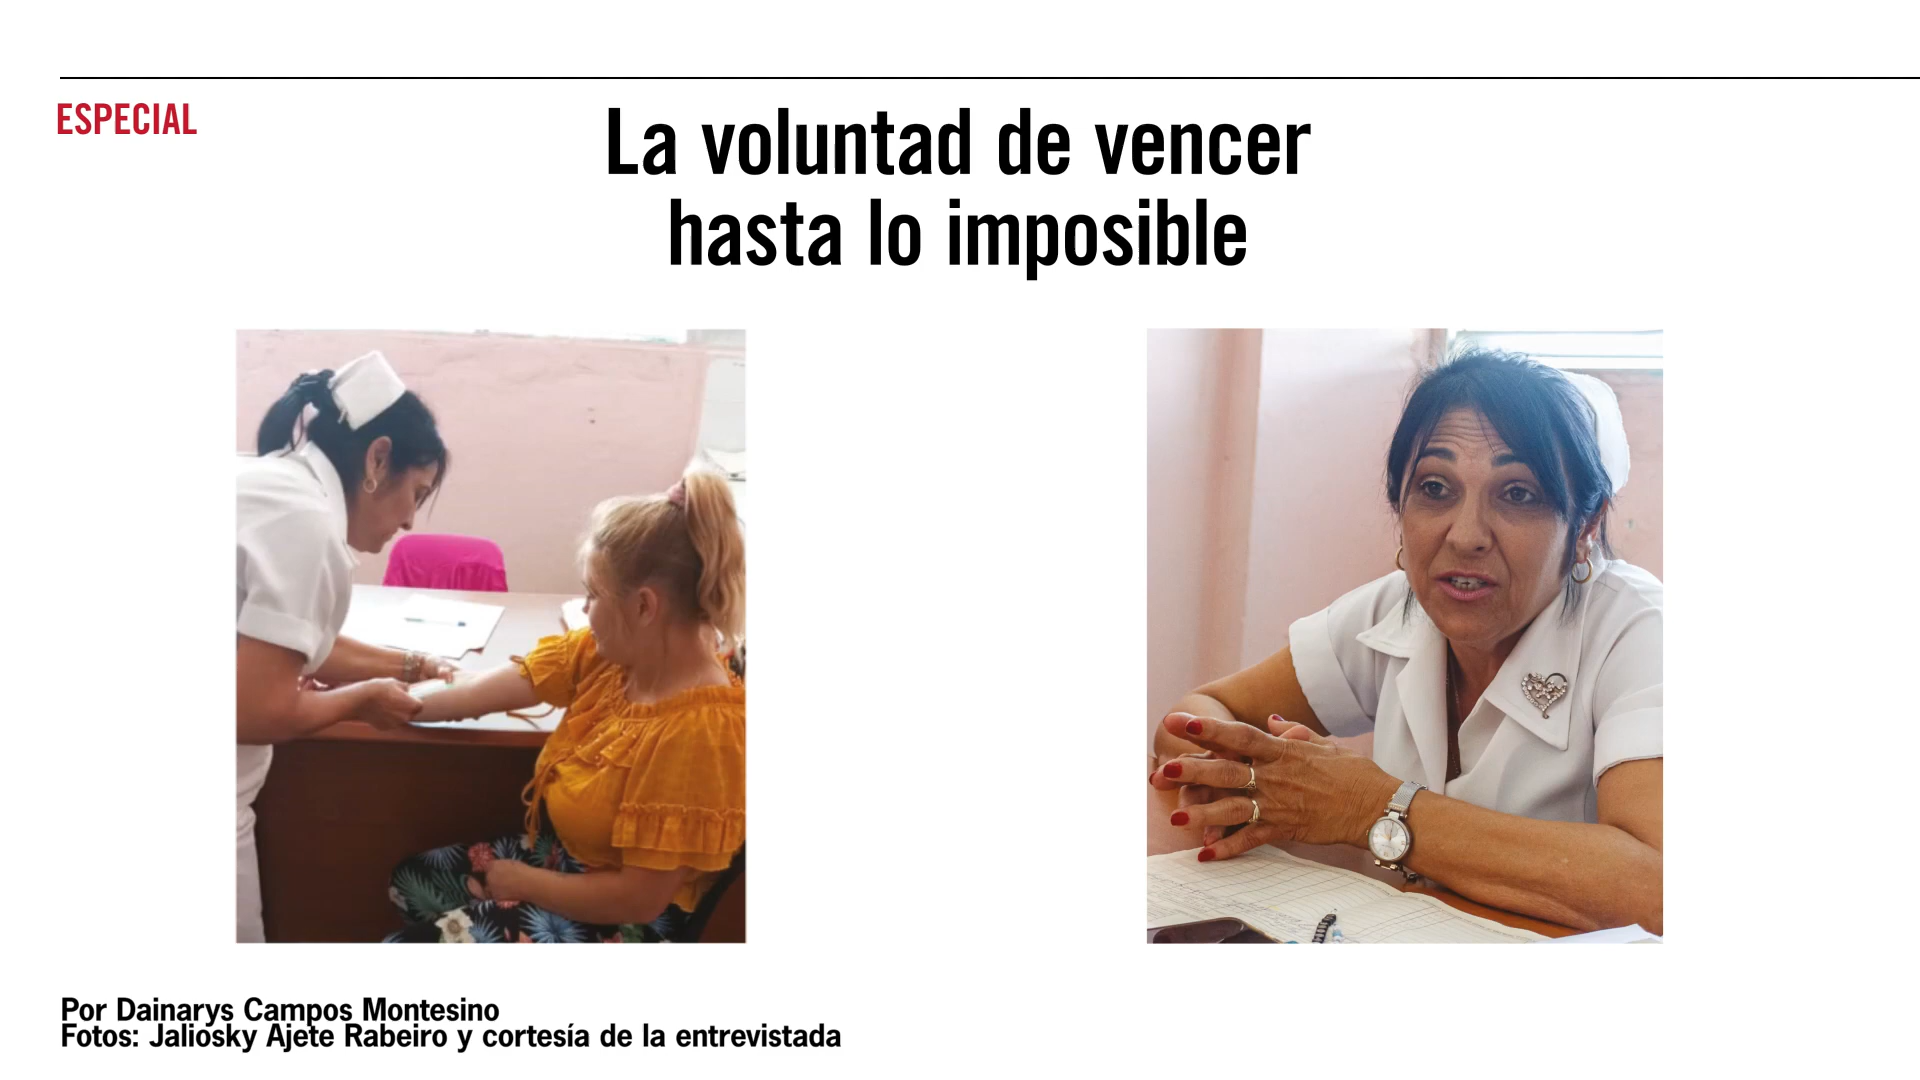 ESPECIAL
La voluntad de vencer
hasta lo imposible
Por Dainarys Campos Montesino
Fotos: Jaliosky Ajete Rabeiro y cortesía de la entrevistada